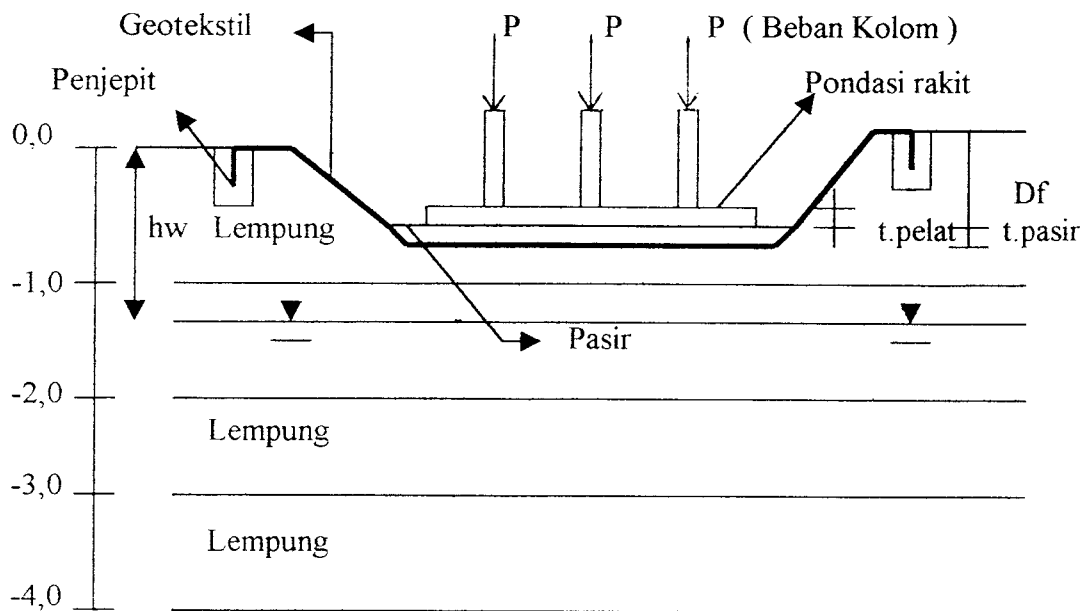 Geotekstil
P P P ( Beban Kolom )
Penjepit
Pondasi rakit
0,0
Df
hw Lempung
t.pelat t.pasir
-1,0
Pasir
-2,0
Lempung
-3,0
Lempung
-4,0